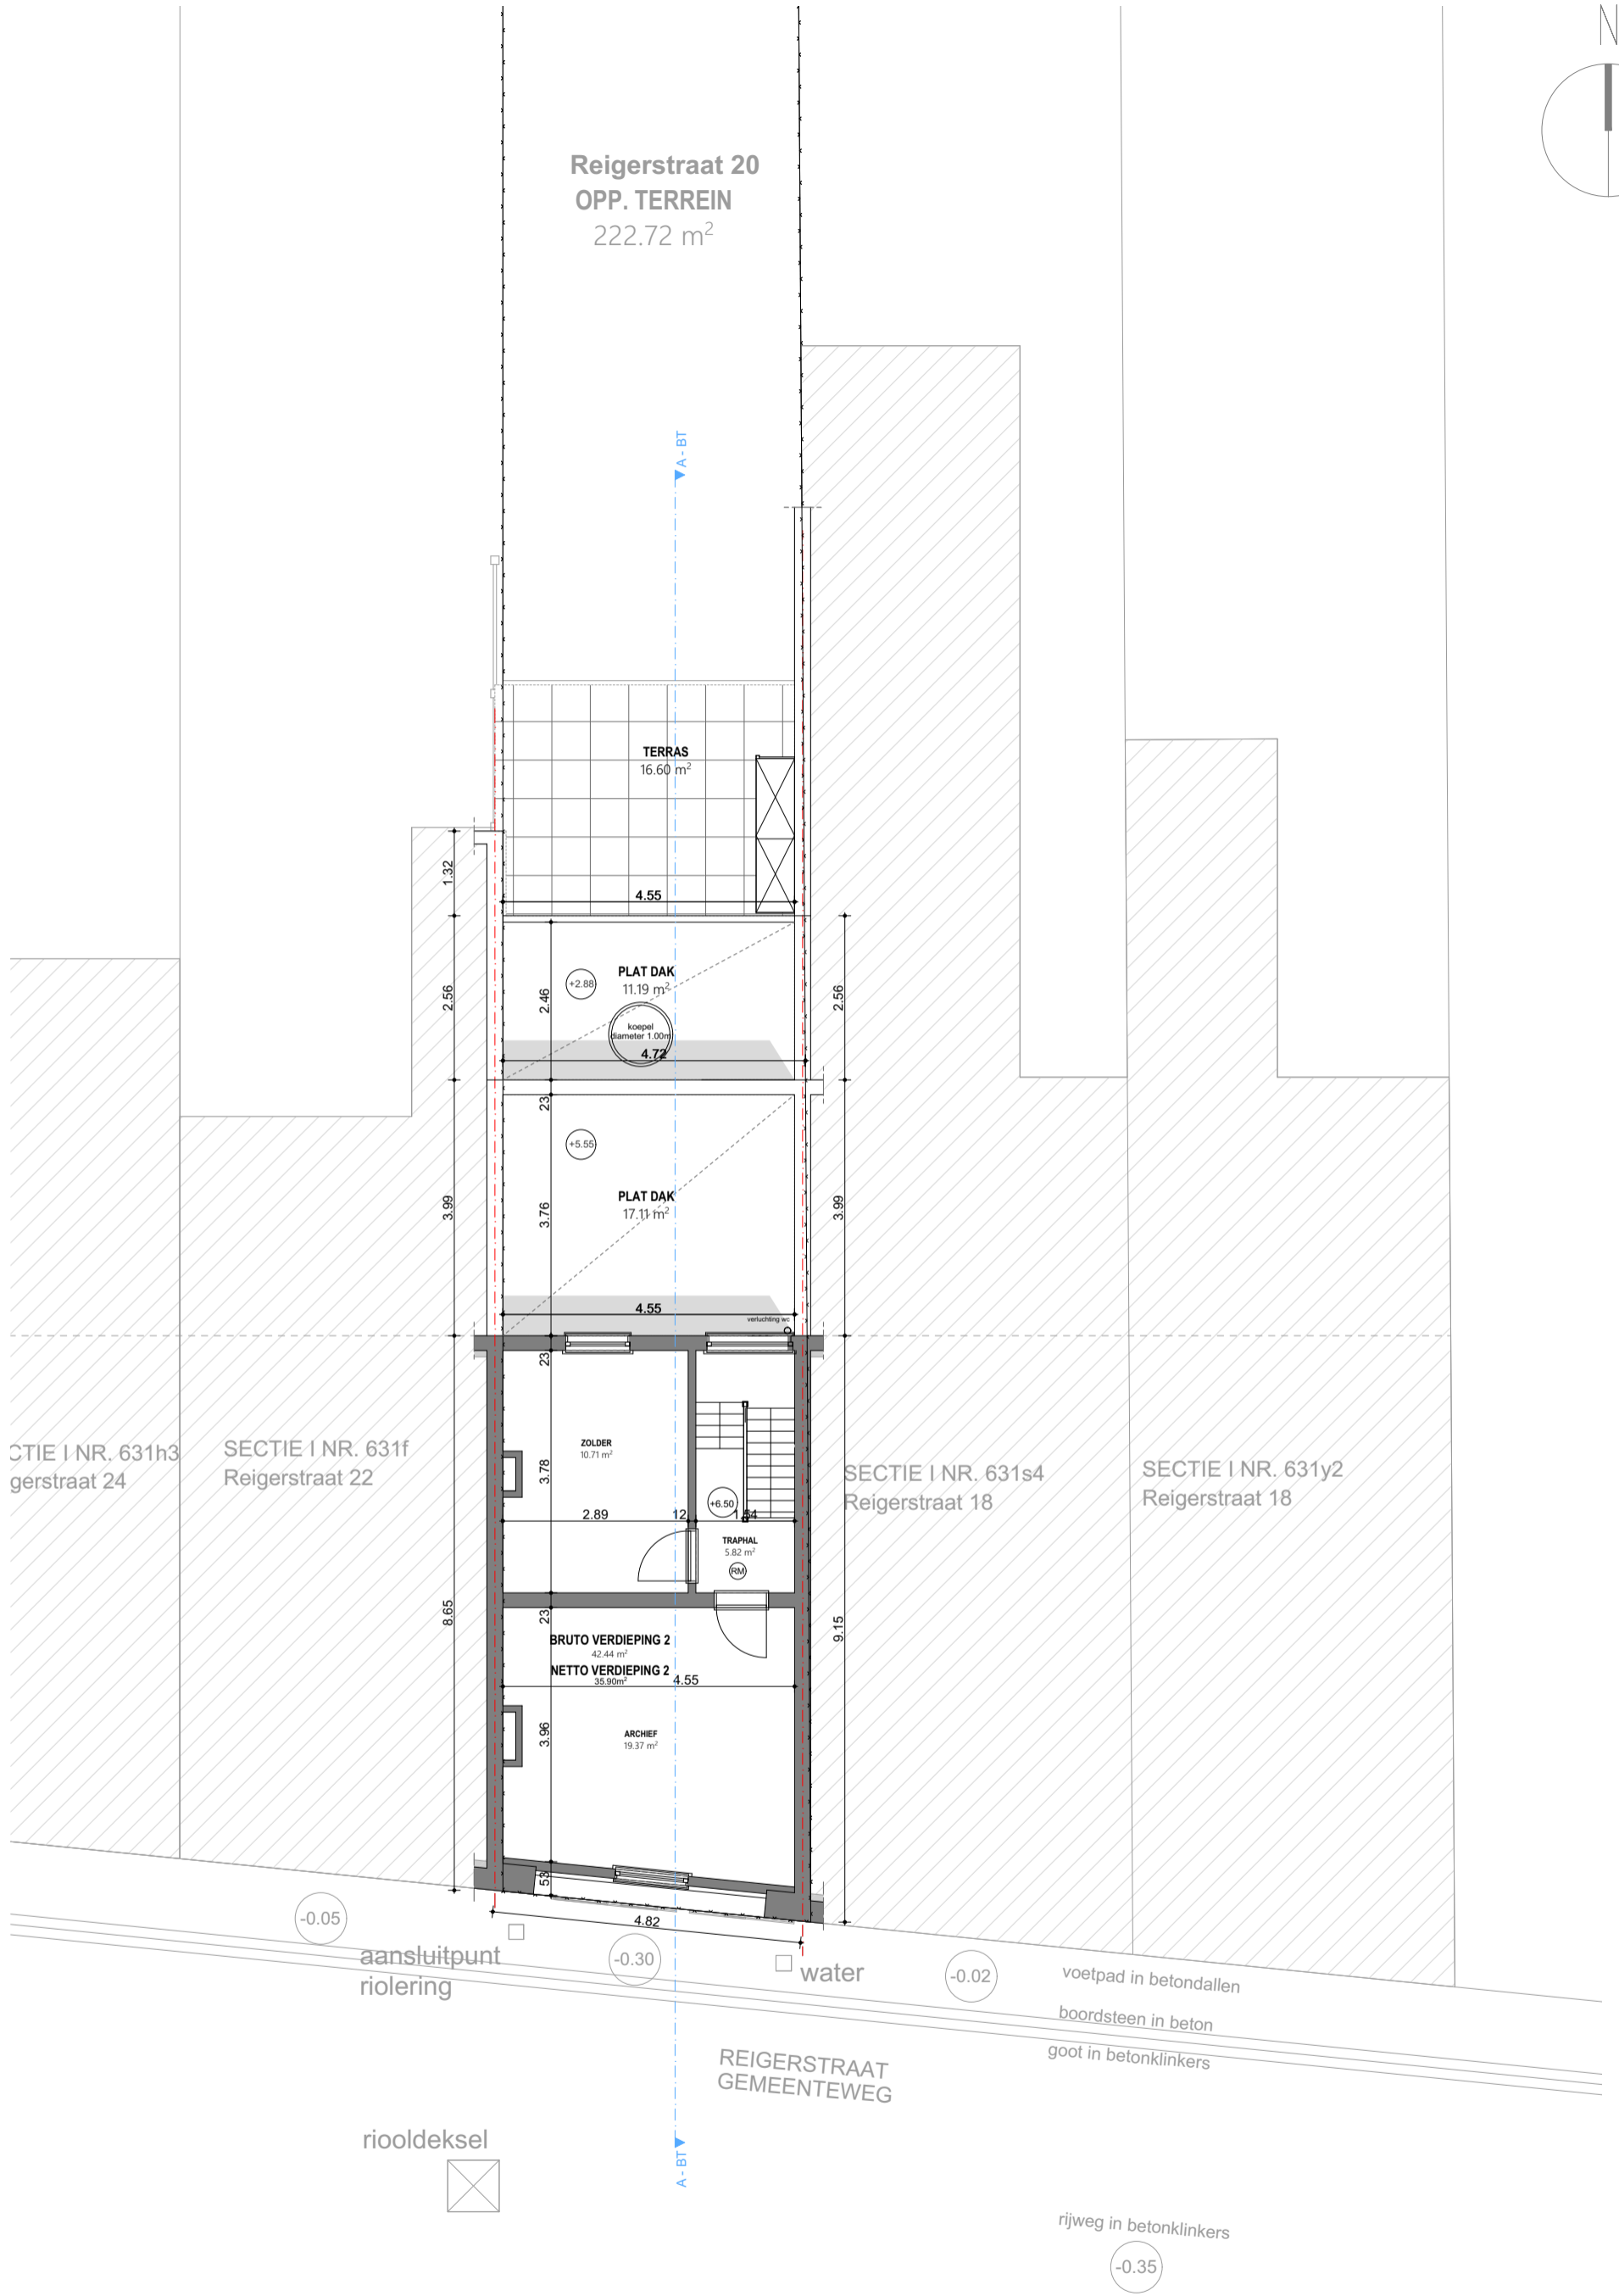 N
Reigerstraat 20
OPP. TERREIN
222.72 m²
A - BT
TERRAS
16.60 m²
1.32
4.55
PLAT DAK
11.19 m²
+2.88
2.56
2.46
2.56
koepel
diameter 1.00m
4.72
23
+5.55
PLAT DAK
17.11 m²
3.99
3.76
3.99
4.55
verluchting wc
23
ZOLDER
10.71 m²
CTIE I NR. 631h3
gerstraat 24
SECTIE I NR. 631f
Reigerstraat 22
3.78
SECTIE I NR. 631s4
Reigerstraat 18
SECTIE I NR. 631y2
Reigerstraat 18
+6.50
2.89
12
1.54
TRAPHAL
5.82 m²
RM
8.65
23
9.15
BRUTO VERDIEPING 2
42.44 m²
NETTO VERDIEPING 2
35.90m²
4.55
3.96
ARCHIEF
19.37 m²
53
4.82
-0.05
aansluitpunt
riolering
-0.30
water
-0.02
voetpad in betondallen
boordsteen in beton
goot in betonklinkers
REIGERSTRAAT
GEMEENTEWEG
riooldeksel
A - BT
rijweg in betonklinkers
-0.35